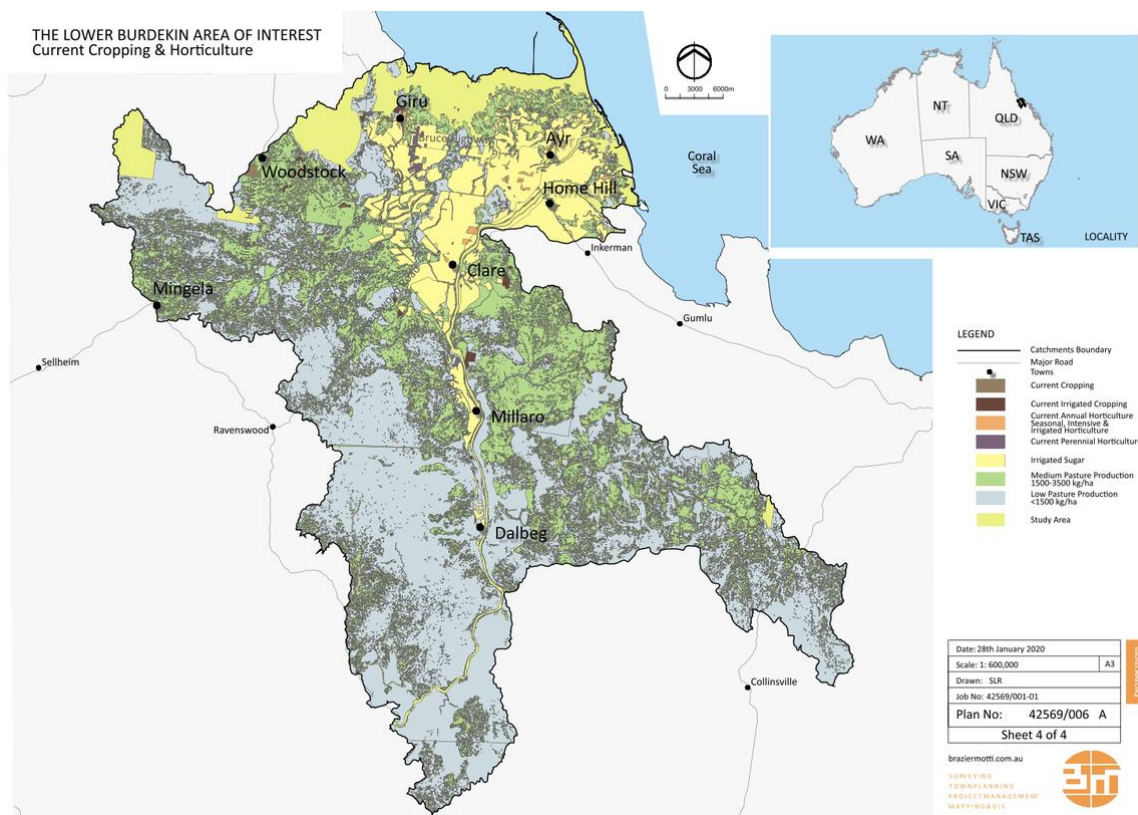 THE LOWER BURDEKIN AREA OF INTEREST
Current Cropping & Horticulture
0 3000 6000m
Giru
Bruce Highway
Ayr
Woodstock
Home Hill
Coral
Sea
Inkerman
Clare
Mingela
Gumlu
Sellheim
Millaro
Ravenswood
Dalbeg
Collinsville
NT
QLD
WA
SA
NSW
VIC
TAS
LOCALITY
LEGEND
Catchments Boundary
Major Road
Towns
Current Cropping
Current Irrigated Cropping
Current Annual Horticulture
Seasonal, Intensive &
Irrigated Horticulture
Current Perennial Horticulture
Irrigated Sugar
Medium Pasture Production
1500-3500 kg/ha
Low Pasture Production
<1500 kg/ha
Study Area
Date: 28th January 2020
Scale: 1: 600,000 A3
Drawn: SLR
Job No: 42569/001-01
Plan No: 42569/006 A
Sheet 4 of 4
braziermotti.com.au
SURVEYING
TOWNPLANNING
PROJECTMANAGEMENT
MAPPING&GIS